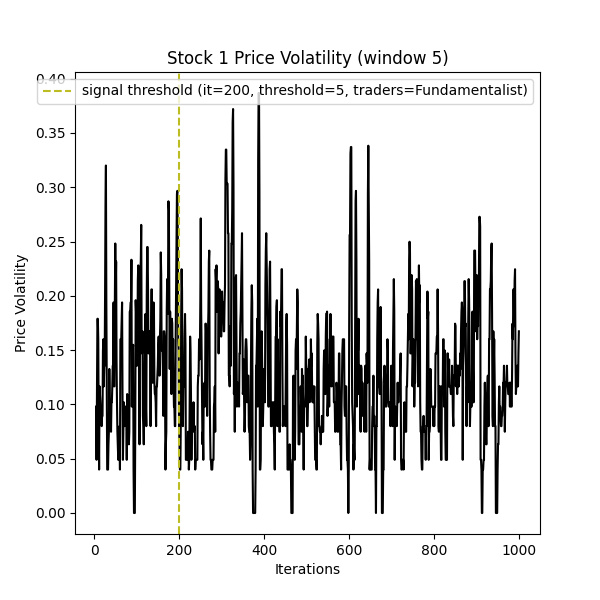 Stock 1 Price Volatility (window 5)
signal threshold (it=200, threshold=5, traders=Fundamentalist)
Price Volatility
0.40
0.35
0.30
0.25
0.20
0.15
0.10
0.05
0.00
0 200 400 600 800 1000
Iterations